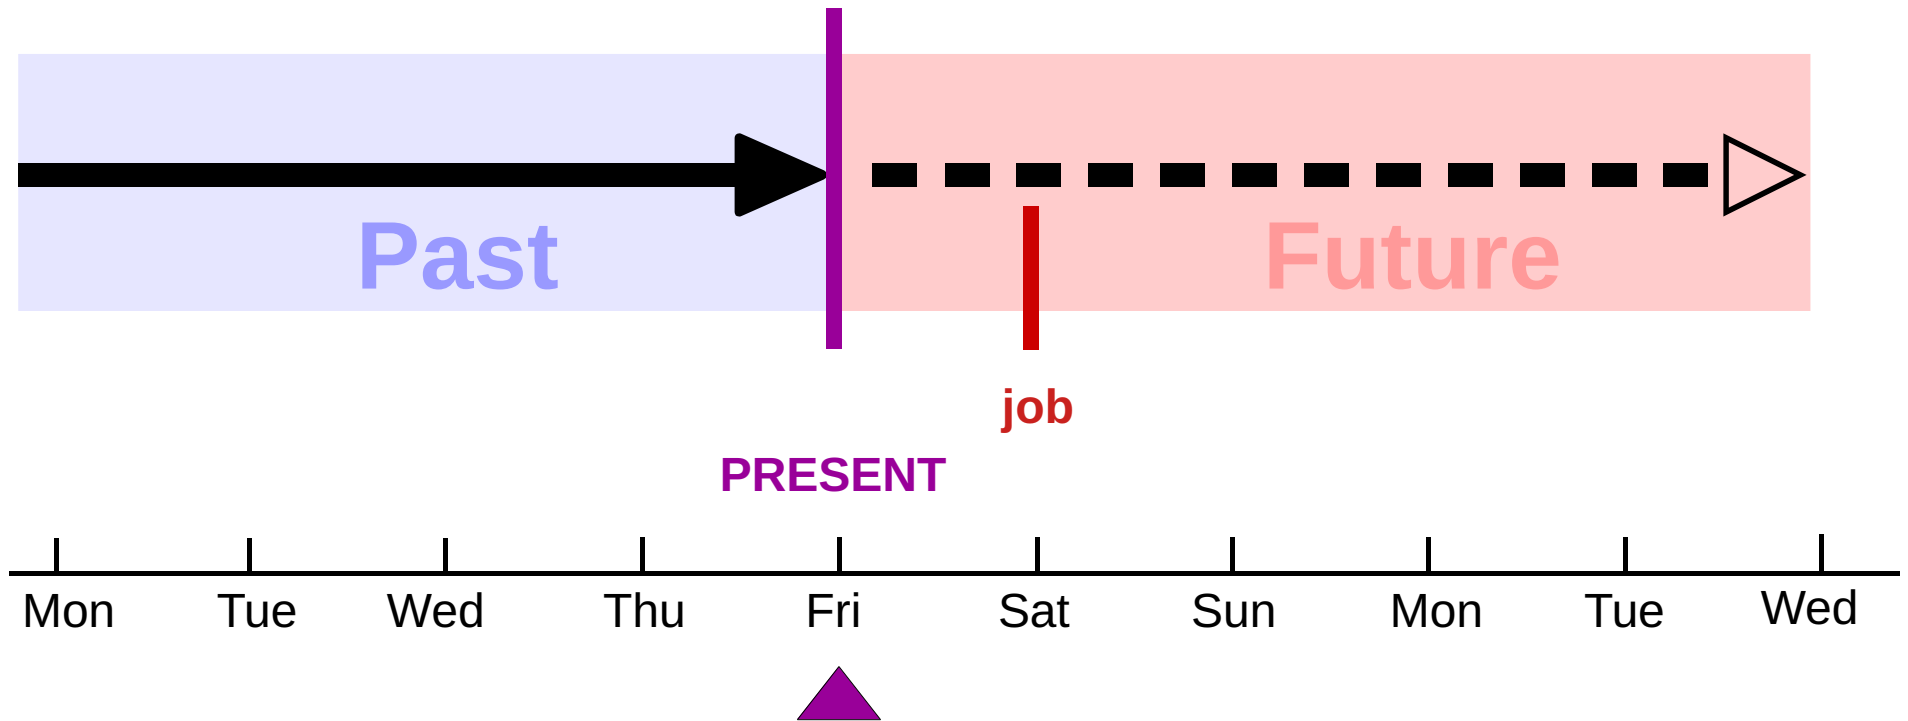 Past Future
job
PRESENT
Mon Tue Wed Thu Fri Sat Sun Mon Tue Wed